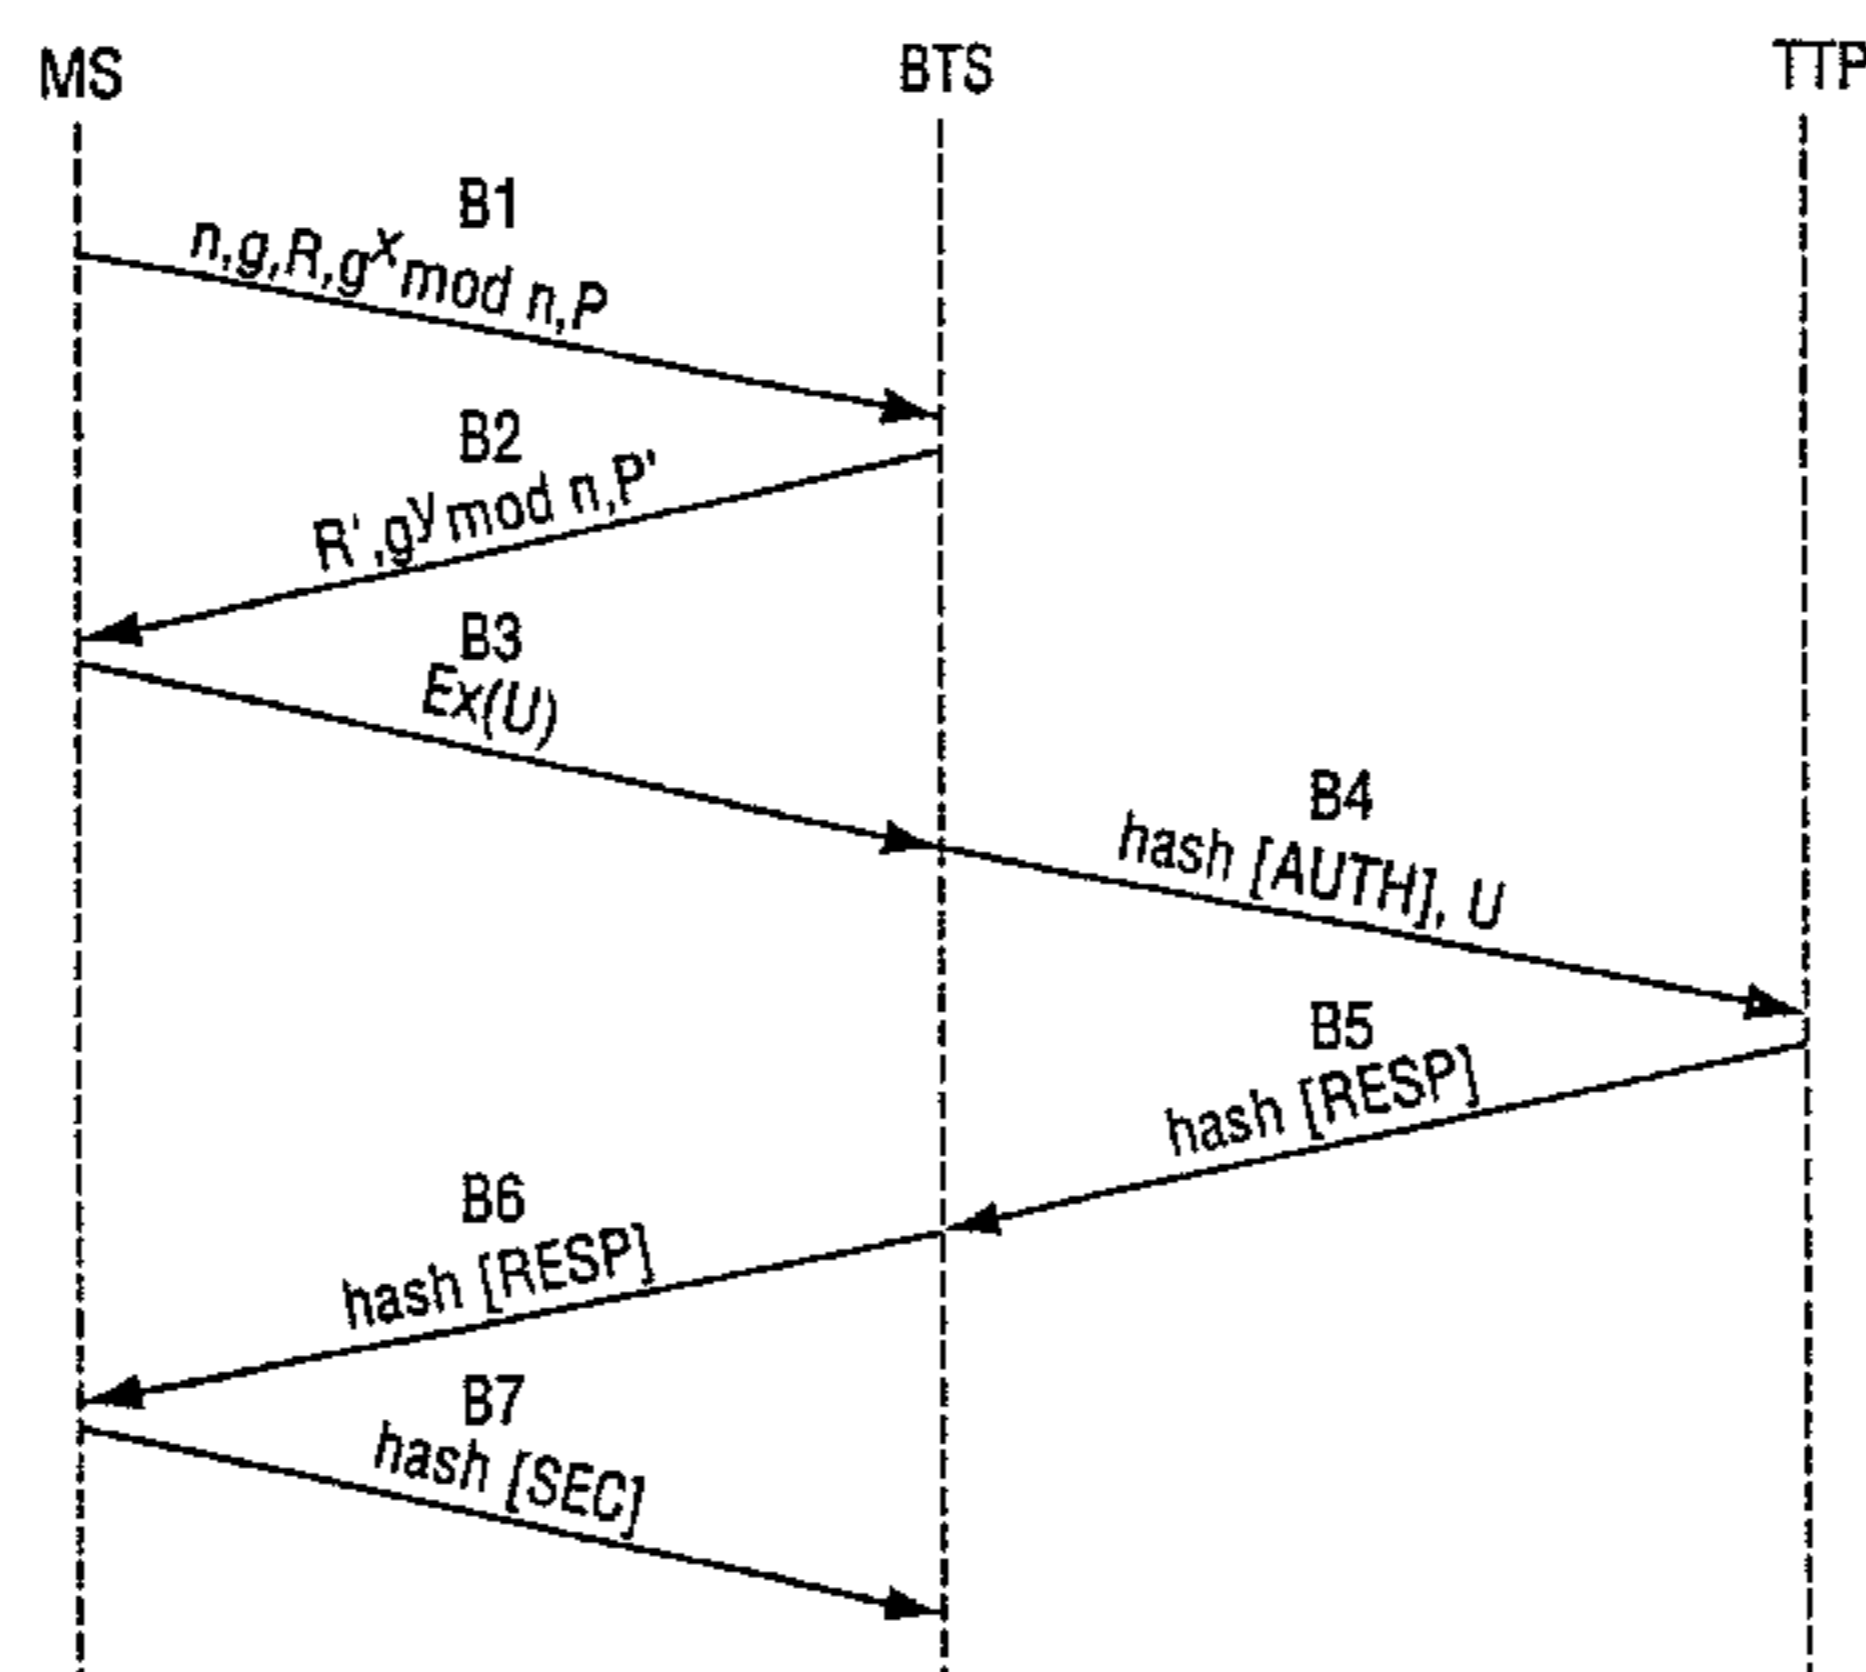 MS BTS TTP
B1
n,g,R,g^x mod n,P
B2
R',g^y mod n,P'
B3
Ex(U)
B4
hash [AUTH], U
B5
hash [RESP]
B6
hash [RESP]
B7
hash [SEC]